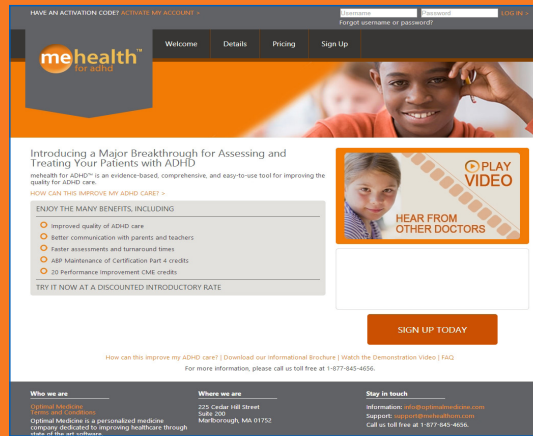 HAVE AN ACTIVATION CODE? ACTIVATE MY ACCOUNT >
Username
Password
LOG IN >
Forgot username or password?
mehealth™
for adhd
Welcome
Details
Pricing
Sign Up
Introducing a Major Breakthrough for Assessing and
Treating Your Patients with ADHD
mehealth for ADHD™ is an evidence-based, comprehensive, and easy-to-use tool for improving the
quality for ADHD care.
HOW CAN THIS IMPROVE MY ADHD CARE? >
ENJOY THE MANY BENEFITS, INCLUDING
Improved quality of ADHD care
Better communication with parents and teachers
Faster assessments and turnaround times
ABP Maintenance of Certification Part 4 credits
20 Performance Improvement CME credits
TRY IT NOW AT A DISCOUNTED INTRODUCTORY RATE
PLAY
VIDEO
HEAR FROM
OTHER DOCTORS
SIGN UP TODAY
How can this improve my ADHD care? | Download our Informational Brochure | Watch the Demonstration Video | FAQ
For more information, please call us toll free at 1-877-845-4656.
Who we are
Optimal Medicine
Terms and Conditions
Optimal Medicine is a personalized medicine
company dedicated to improving healthcare through
state of the art software
Where we are
225 Cedar Hill Street
Suite 200
Marlborough, MA 01752
Stay in touch
Information: info@optimalmedicine.com
Support: support@mehealthom.com
Call us toll free at 1-877-845-4656.